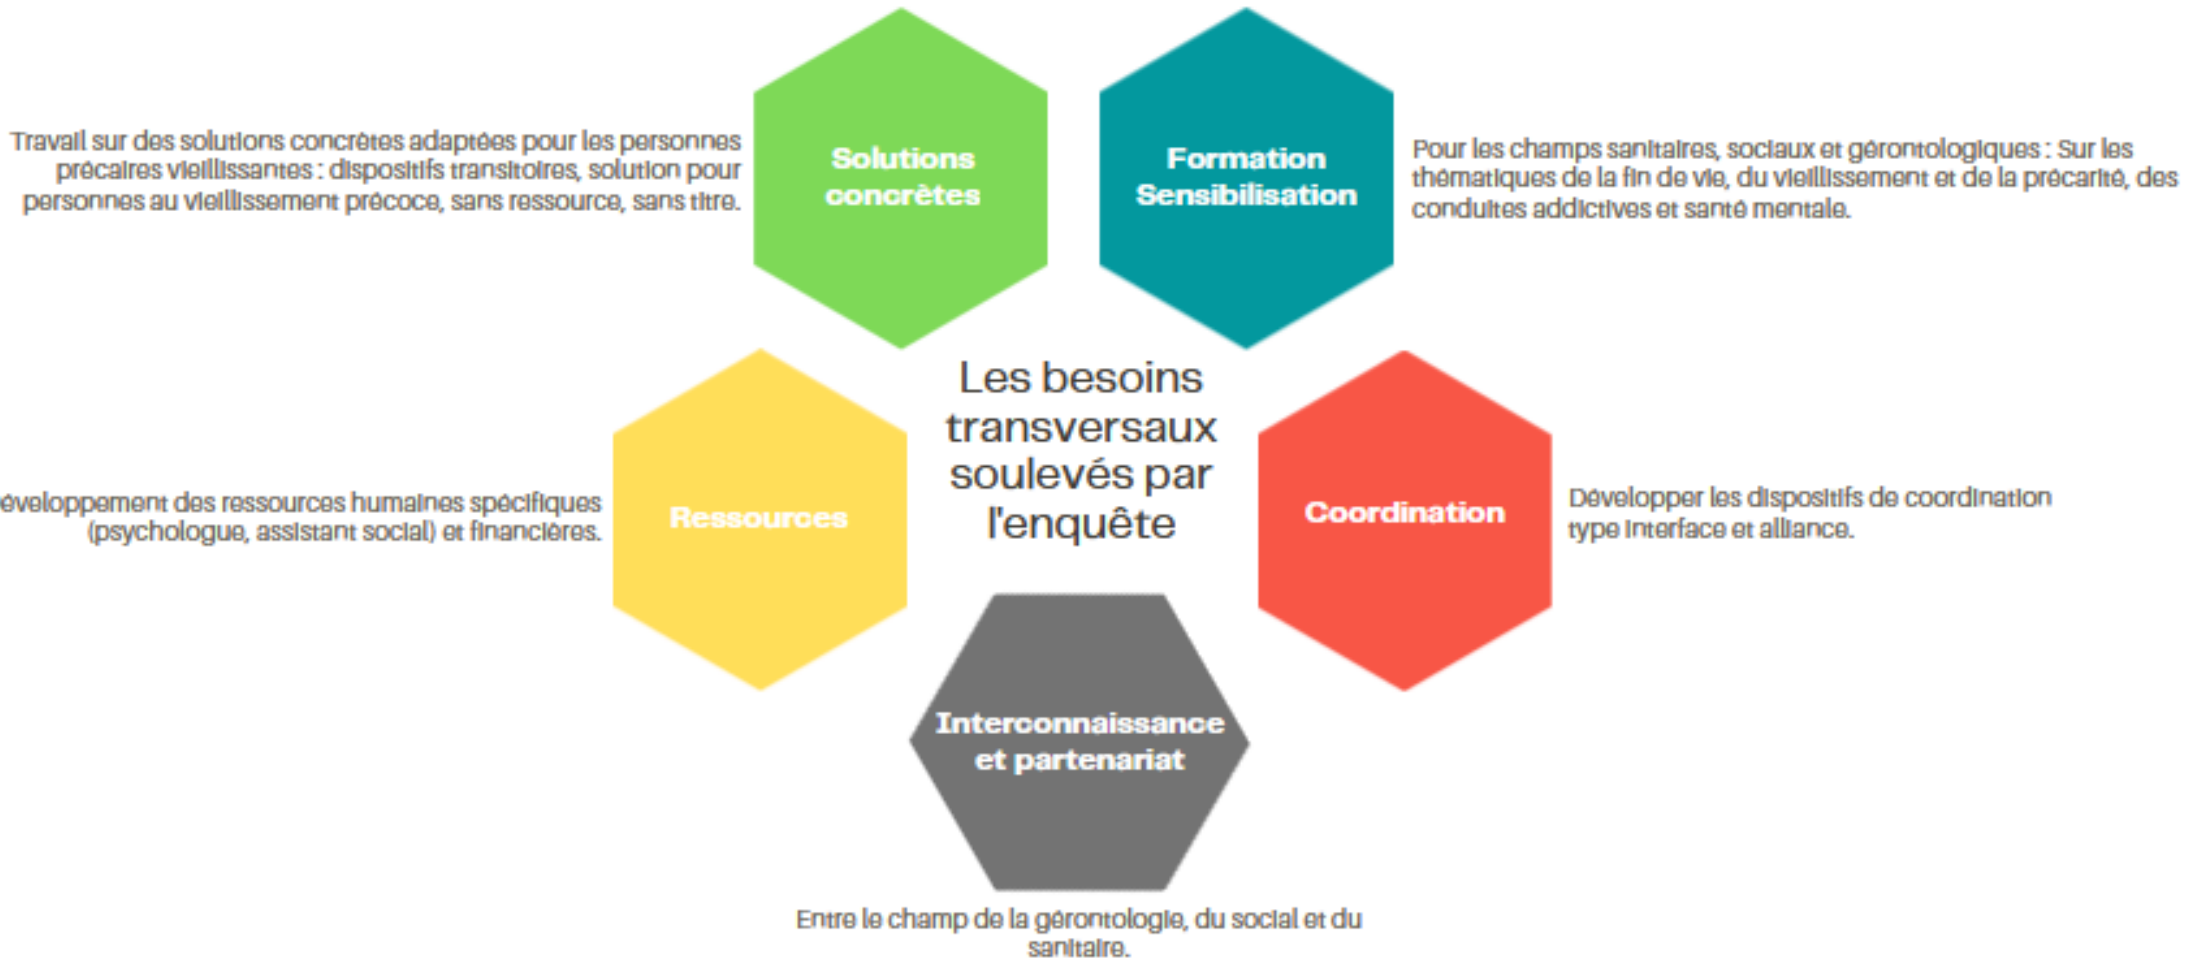 Solutions
concrètes
Travail sur des solutions concrètes adaptées pour les personnes
précaires vieillissantes : dispositifs transitoires, solution pour
personnes au vieillissement précoce, sans ressource, sans titre.
Formation
Sensibilisation
Pour les champs sanitaires, sociaux et gérontologiques : Sur les
thématiques de la fin de vie, du vieillissement et de la précarité, des
conduites addictives et santé mentale.
Les besoins
transversaux
soulevés par
l'enquête
Ressources
éveloppement des ressources humaines spécifiques
(psychologue, assistant social) et financières.
Coordination
Développer les dispositifs de coordination
type Interface et alliance.
Interconnaissance
et partenariat
Entre le champ de la gérontologie, du social et du
sanitaire.